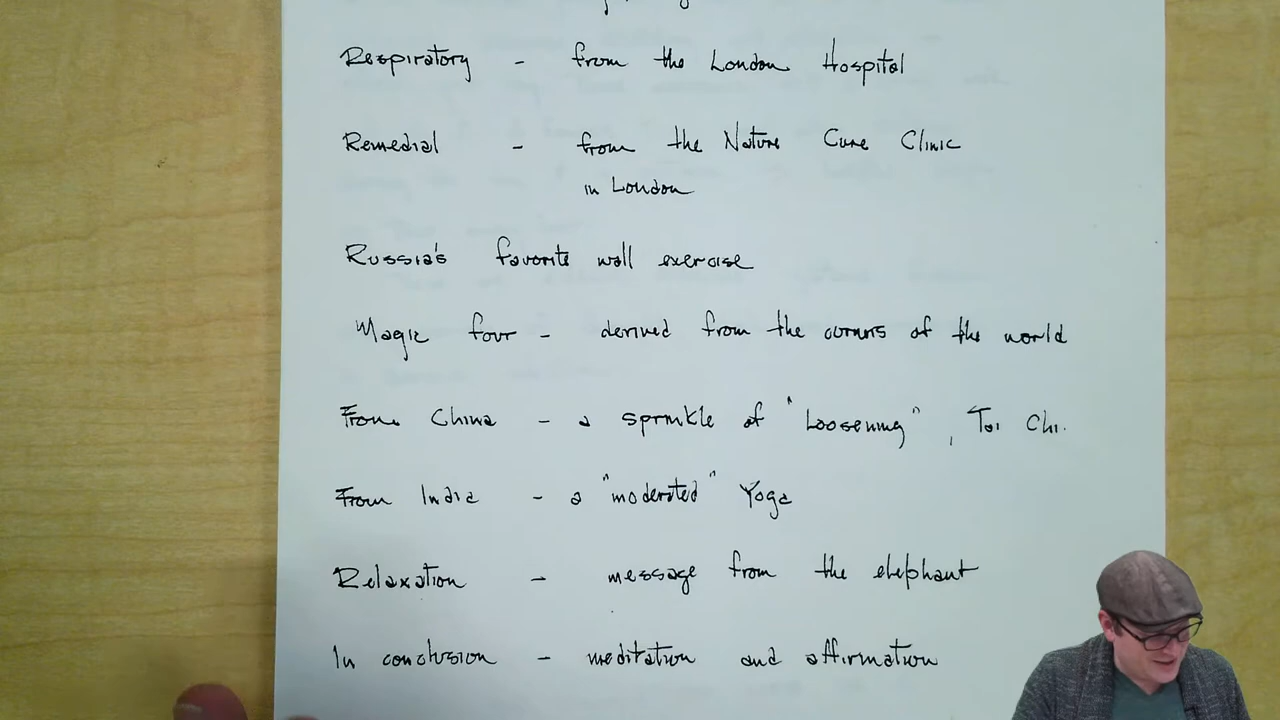 Respiratory - from the London Hospital
Remedial - from the Nature Cure Clinic
in London
Russia's favorite wall exercise
Magic four - derived from the corners of the world
From China - a sprinkle of "Loosening", Tai Chi.
From India - a "moderated" Yoga
Relaxation - message from the elephant
In conclusion - meditation and affirmation